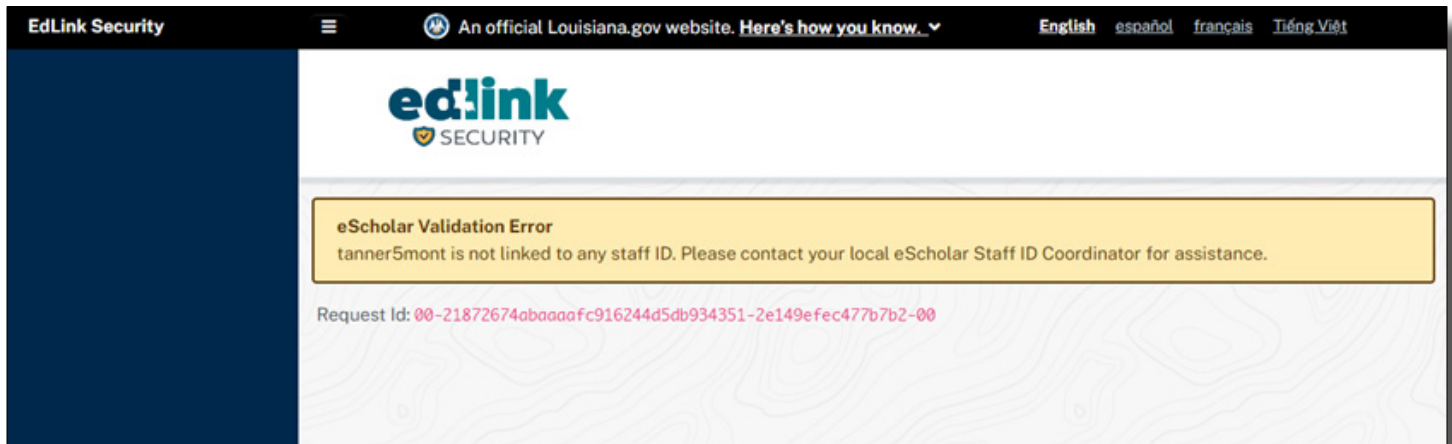 EdLink Security
An official Louisiana.gov website. Here's how you know.
English español français Tiếng Việt
edlink
SECURITY
eScholar Validation Error
tanner5mont is not linked to any staff ID. Please contact your local eScholar Staff ID Coordinator for assistance.
Request Id: 00-21872674abaaaafc916244d5db934351-2e149efec477b7b2-00